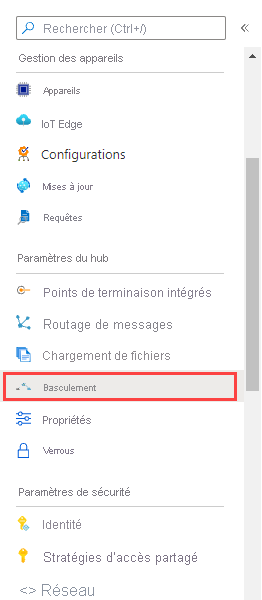 Rechercher (Ctrl+/)
Gestion des appareils
Appareils
IoT Edge
Configurations
Mises à jour
Requêtes
Paramètres du hub
Points de terminaison intégrés
Routage de messages
Chargement de fichiers
Basculement
Propriétés
Verrous
Paramètres de sécurité
Identité
Stratégies d'accès partagé
Réseau